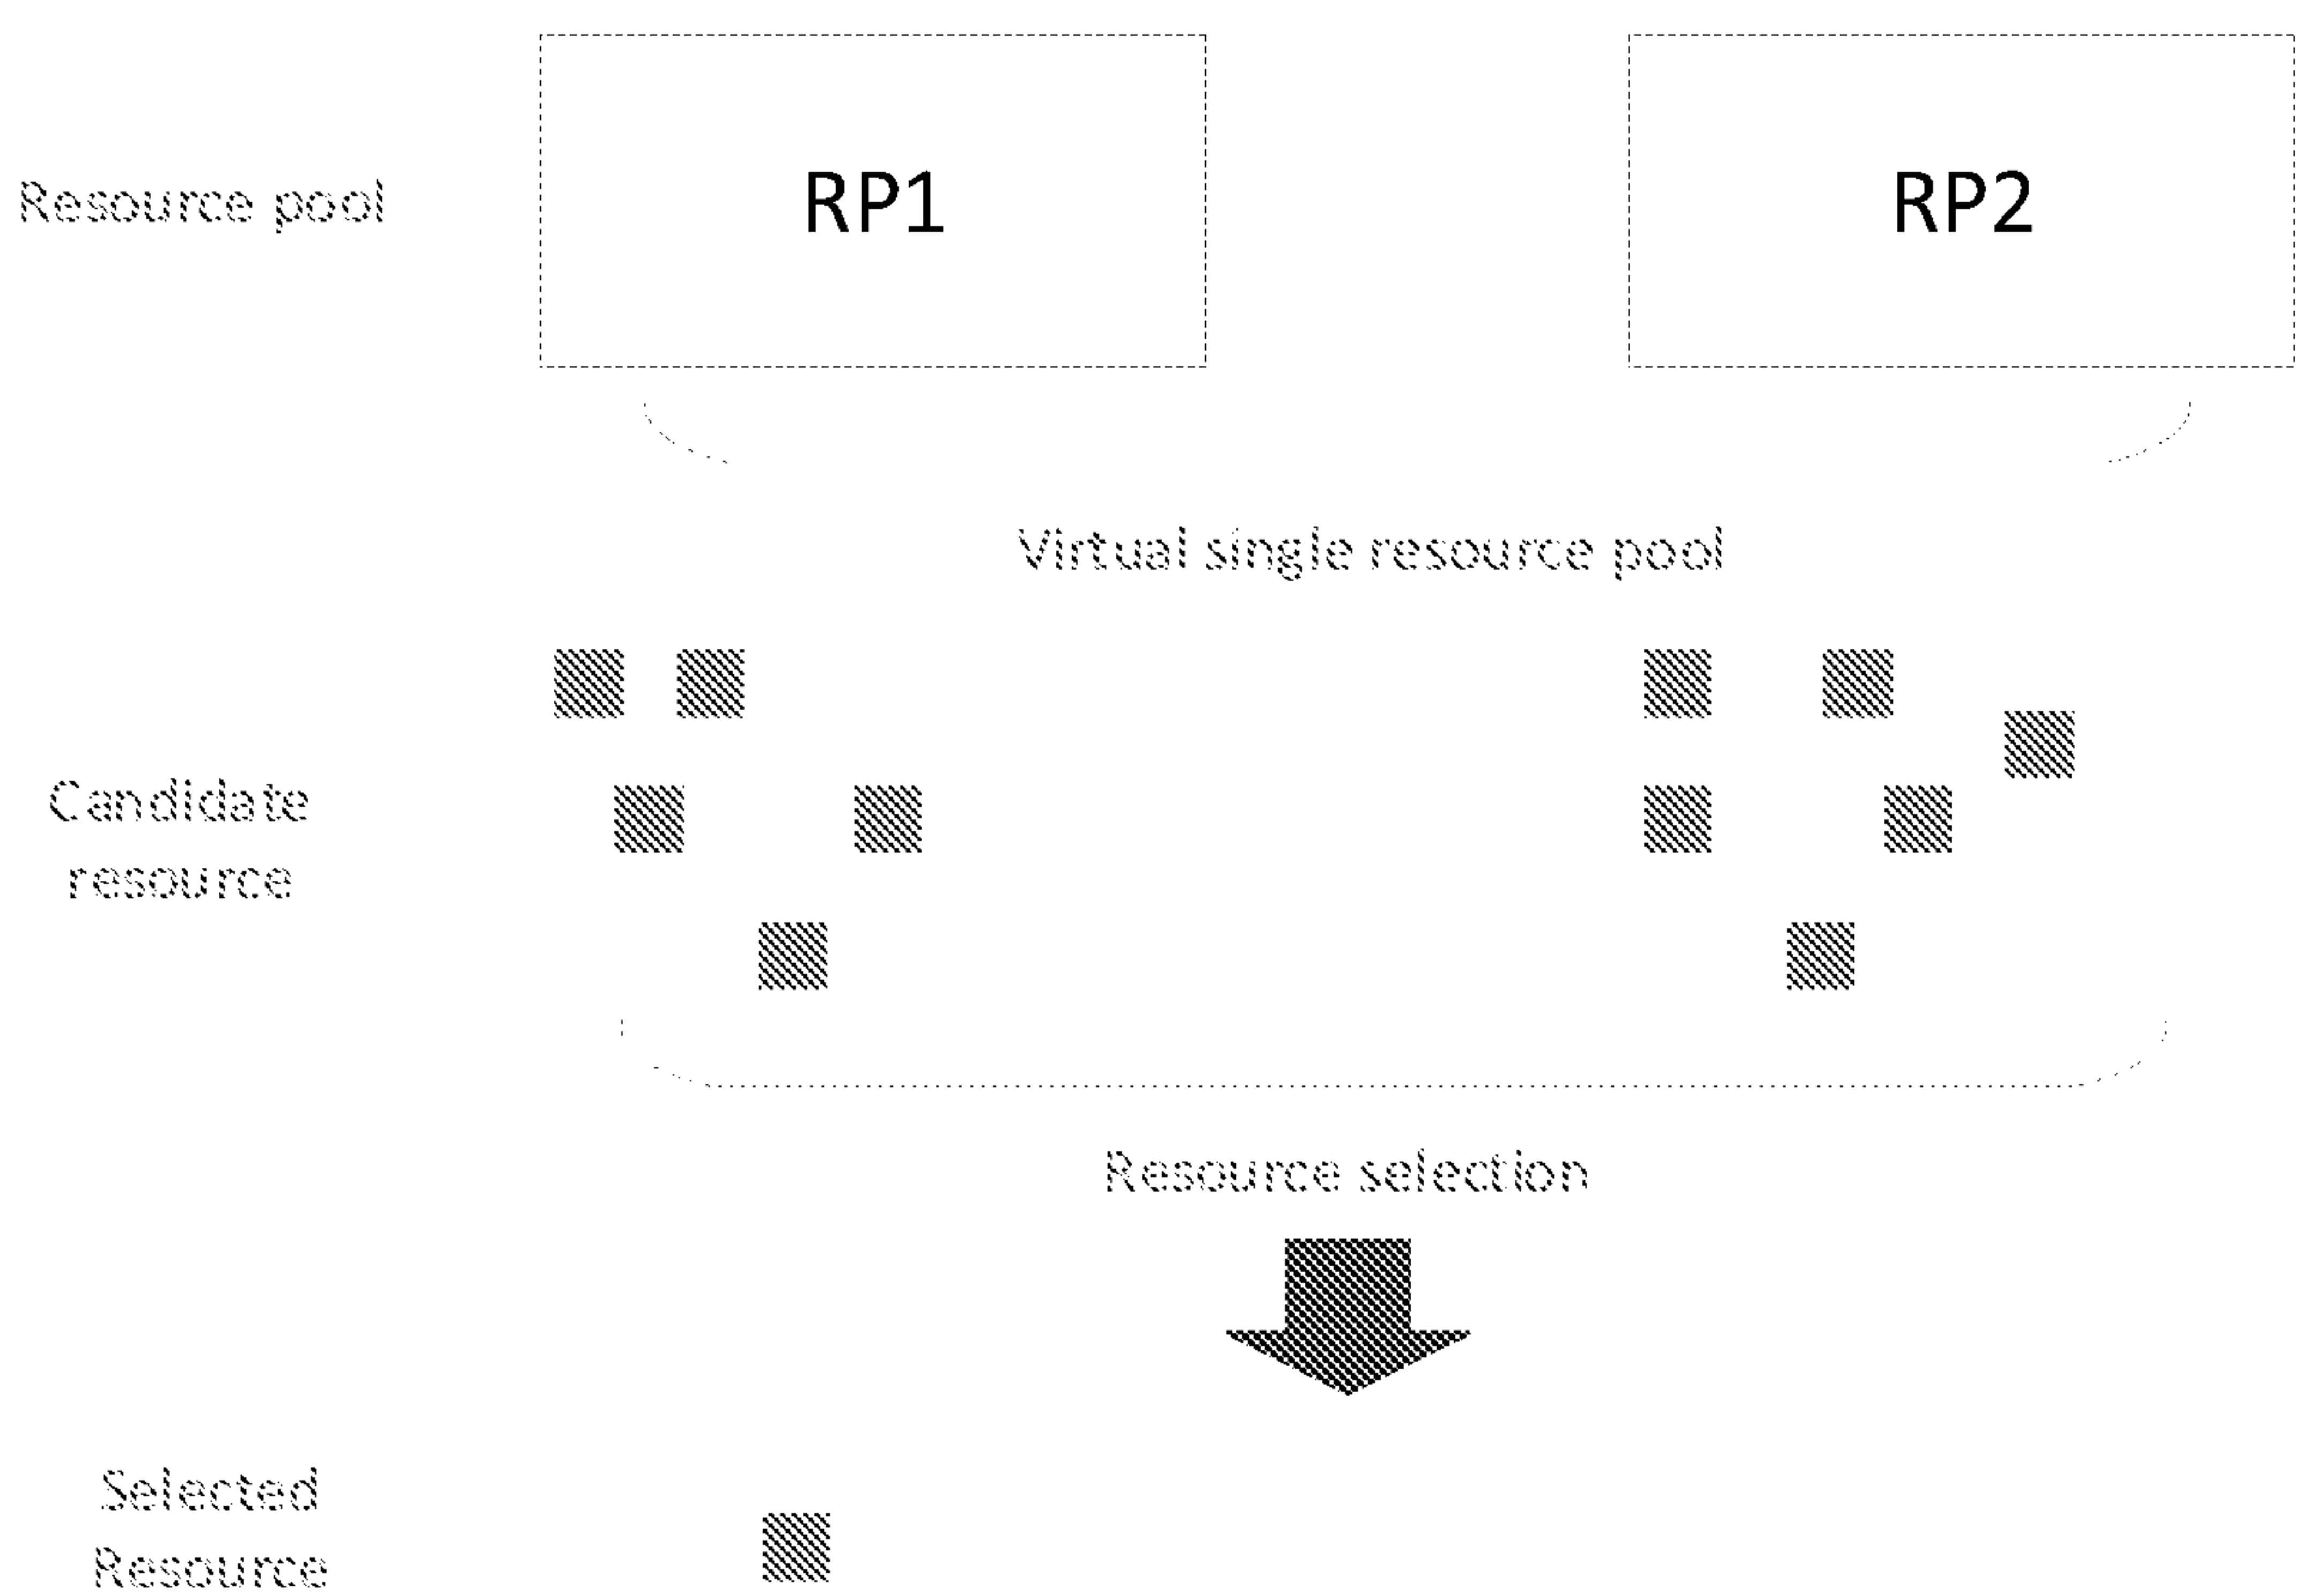 Resource pool
RP1
RP2
Virtual single resource pool
Candidate
resource
Resource selection
Selected
Resource